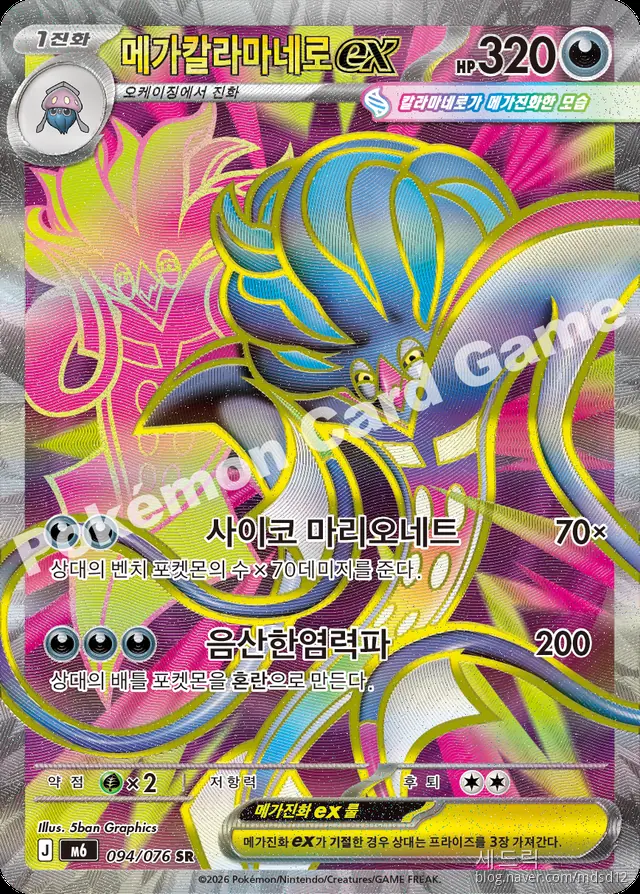 1진화
메가칼라마네로 ex
HP 320
오케이징에서 진화
칼라마네로가 메가진화한 모습
Pokémon Card Game
사이코 마리오네트 70×
상대의 벤치 포켓몬의 수×70데미지를 준다.
음산한염력파 200
상대의 배틀 포켓몬을 혼란으로 만든다.
약점 ×2 저항력 후퇴
Illus. 5ban Graphics
메가진화 ex 룰
메가진화 ex가 기절한 경우 상대는 프라이즈를 3장 가져간다.
J M6 094/076 SR
세드릭
blog.naver.com/mdsd12
©2026 Pokémon/Nintendo/Creatures/GAME FREAK.